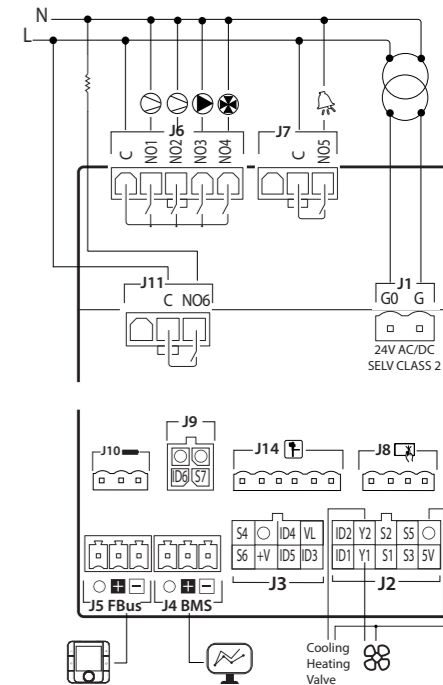 N
L
J6
J7
C NO1 NO2 NO3 NO4
C NO5
J11
C NO6
J1
G0 G
24V AC/DC
SELV CLASS 2
J9
J10
ID6 S7
J14
J8
S4 ID4 VL
S6 +V ID5 ID3
J3
ID2 Y2 S2 S5
ID1 Y1 S1 S3 5V
J2
J5 FBus
J4 BMS
Cooling
Heating
Valve